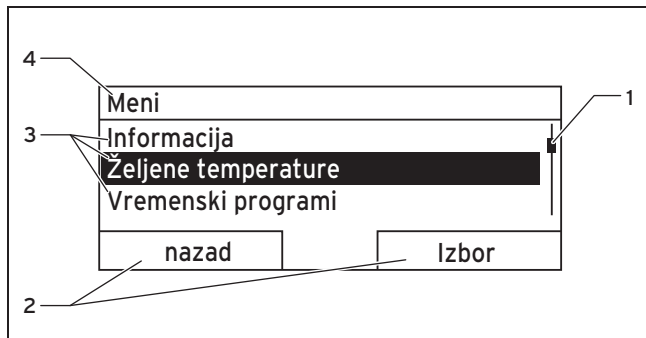 4
Meni
1
3
Informacija
Željene temperature
Vremenski programi
nazad
Izbor
2